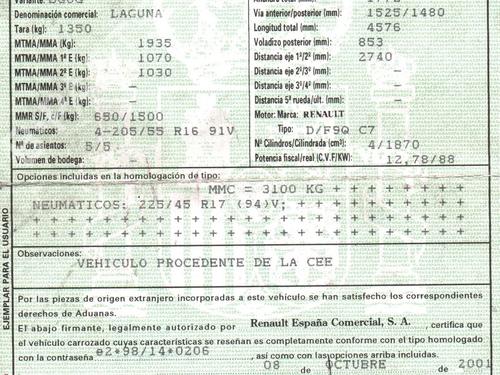 Denominación comercial: LAGUNA
Vía anterior/posterior (mm): 1525/1480
Tara (kg): 1350
Longitud total (mm): 4576
MTMA/MMA (Kg): 1935
Voladizo posterior (mm): 853
MTMA/MMA 1ª E (kg): 1070
Distancia eje 1º/2º (mm): 2740
MTMA/MMA 2ª E (kg): 1030
Distancia eje 2º/3º (mm): –
MTMA/MMA 3ª E (kg): –
Distancia eje 3º/4º (mm): –
MTMA/MMA 4ª E (kg): –
Distancia 5ª rueda/ult. (mm): –
MMR S/F, c/F (kg): 650/1500
Motor: Marca: RENAULT
Neumáticos: 4-205/55 R16 91V
Tipo: D/F9Q C7
Nº de asientos: 5/5
Nº Cilindros/Cilindrada (cm³): 4/1870
Volumen de bodega: –
Potencia fiscal/real (C.V.F/KW): 12,78/88
Opciones incluidas en la homologación de tipo:
MMC = 3100 KG + + + + + + + + + +
NEUMATICOS: 225/45 R17 (94)V; + + + + + + + + + +
+ + + + + + + + + + + + + + + + + + + + + +
+ + + + + + + + + + + + + + + + + + + + + +
Observaciones:
VEHICULO PROCEDENTE DE LA CEE
EJEMPLAR PARA EL USUARIO
Por las piezas de origen extranjero incorporadas a este vehículo se han satisfecho los correspondientes
derechos de Aduanas.
El abajo firmante, legalmente autorizado por Renault España Comercial, S. A. , certifica que
el vehículo carrozado cuyas características se reseñan es completamente conforme con el tipo homologado
con la contraseña e2*98/14*0206 , así como con las opciones arriba incluidas.
08 de OCTUBRE de 2001